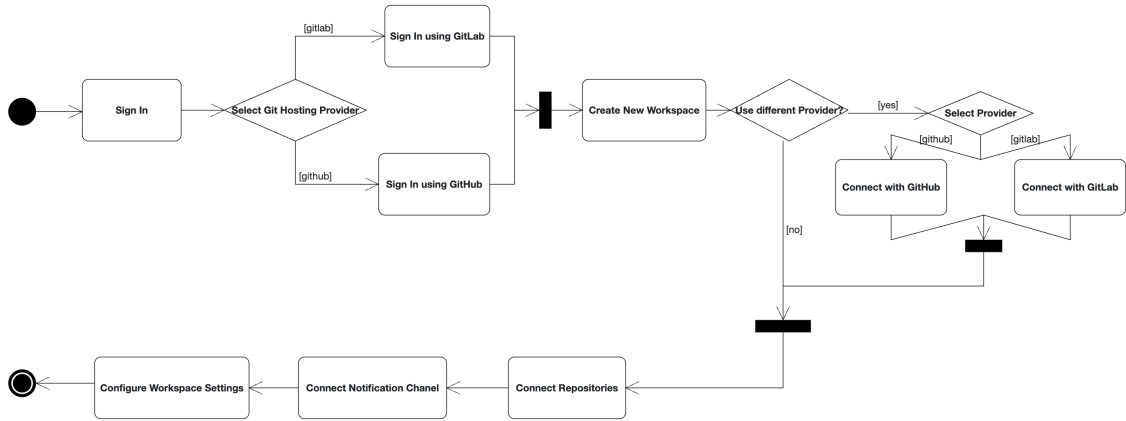 [gitlab]
Sign In using GitLab
Sign In
Select Git Hosting Provider
[github]
Sign In using GitHub
Create New Workspace
Use different Provider?
[yes]
Select Provider
[github]
[gitlab]
Connect with GitHub
Connect with GitLab
[no]
Configure Workspace Settings
Connect Notification Chanel
Connect Repositories